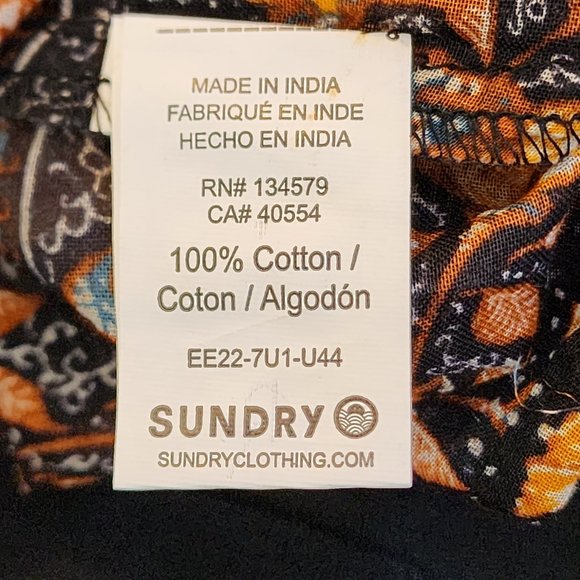 MADE IN INDIA
FABRIQUÉ EN INDE
HECHO EN INDIA
RN# 134579
CA# 40554
100% Cotton /
Coton / Algodón
EE22-7U1-U44
SUNDRY
SUNDRYCLOTHING.COM